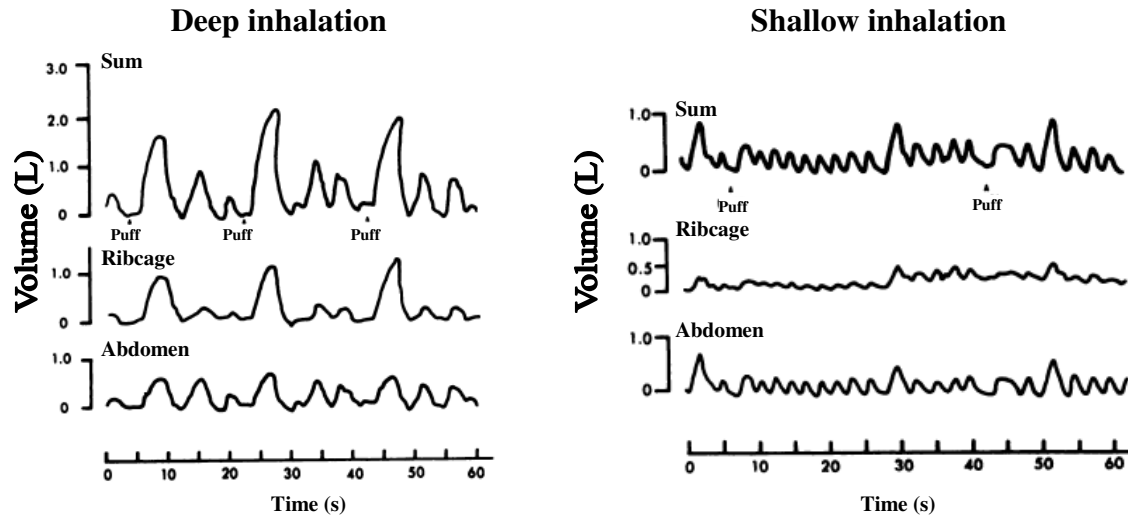 Deep inhalation
Sum
3.0
2.0
1.0
0
Volume (L)
Puff Puff Puff
Ribcage
1.0
0
Abdomen
1.0
0
0 10 22 30 40 50 60
Time (s)
Shallow inhalation
Sum
1.0
0
Volume (L)
Puff Puff
Ribcage
1.0
0.5
0
Abdomen
1.0
0
0 10 20 30 40 50 60
Time (s)